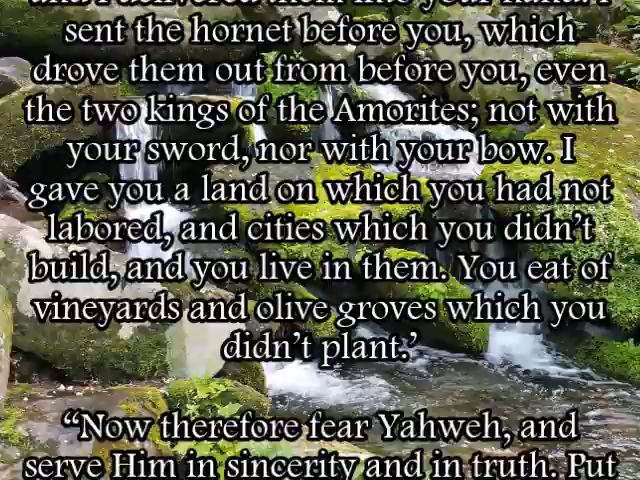 and I delivered them into your hand. I
sent the hornet before you, which
drove them out from before you, even
the two kings of the Amorites; not with
your sword, nor with your bow. I
gave you a land on which you had not
labored, and cities which you didn’t
build, and you live in them. You eat of
vineyards and olive groves which you
didn’t plant.’
“Now therefore fear Yahweh, and
serve Him in sincerity and in truth. Put